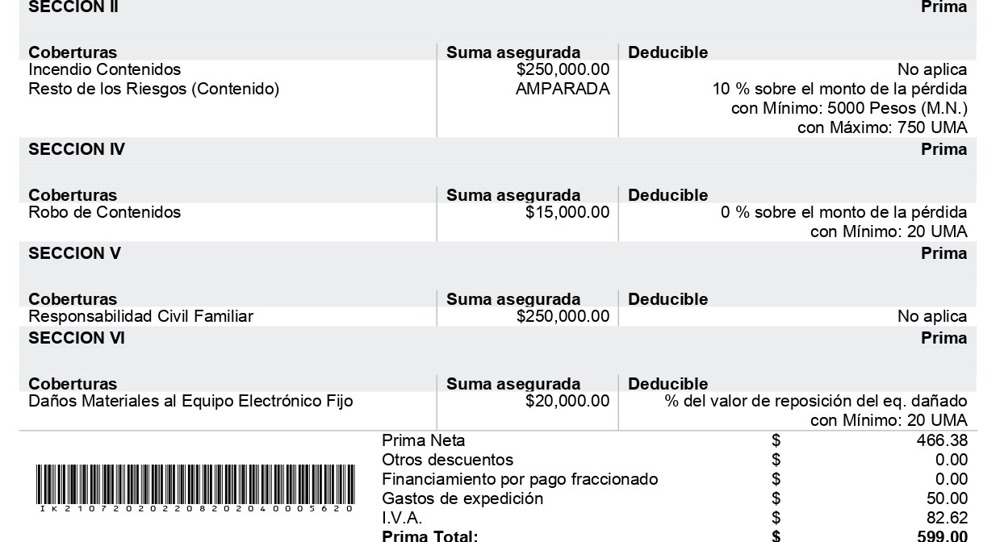 SECCION II Prima
Coberturas Suma asegurada Deducible
Incendio Contenidos $250,000.00 No aplica
Resto de los Riesgos (Contenido) AMPARADA 10 % sobre el monto de la pérdida
con Mínimo: 5000 Pesos (M.N.)
con Máximo: 750 UMA
SECCION IV Prima
Coberturas Suma asegurada Deducible
Robo de Contenidos $15,000.00 0 % sobre el monto de la pérdida
con Mínimo: 20 UMA
SECCION V Prima
Coberturas Suma asegurada Deducible
Responsabilidad Civil Familiar $250,000.00 No aplica
SECCION VI Prima
Coberturas Suma asegurada Deducible
Daños Materiales al Equipo Electrónico Fijo $20,000.00 % del valor de reposición del eq. dañado
con Mínimo: 20 UMA
Prima Neta $ 466.38
Otros descuentos $ 0.00
Financiamiento por pago fraccionado $ 0.00
Gastos de expedición $ 50.00
IK210720202208202040005620
I.V.A. $ 82.62
Prima Total: $ 599.00